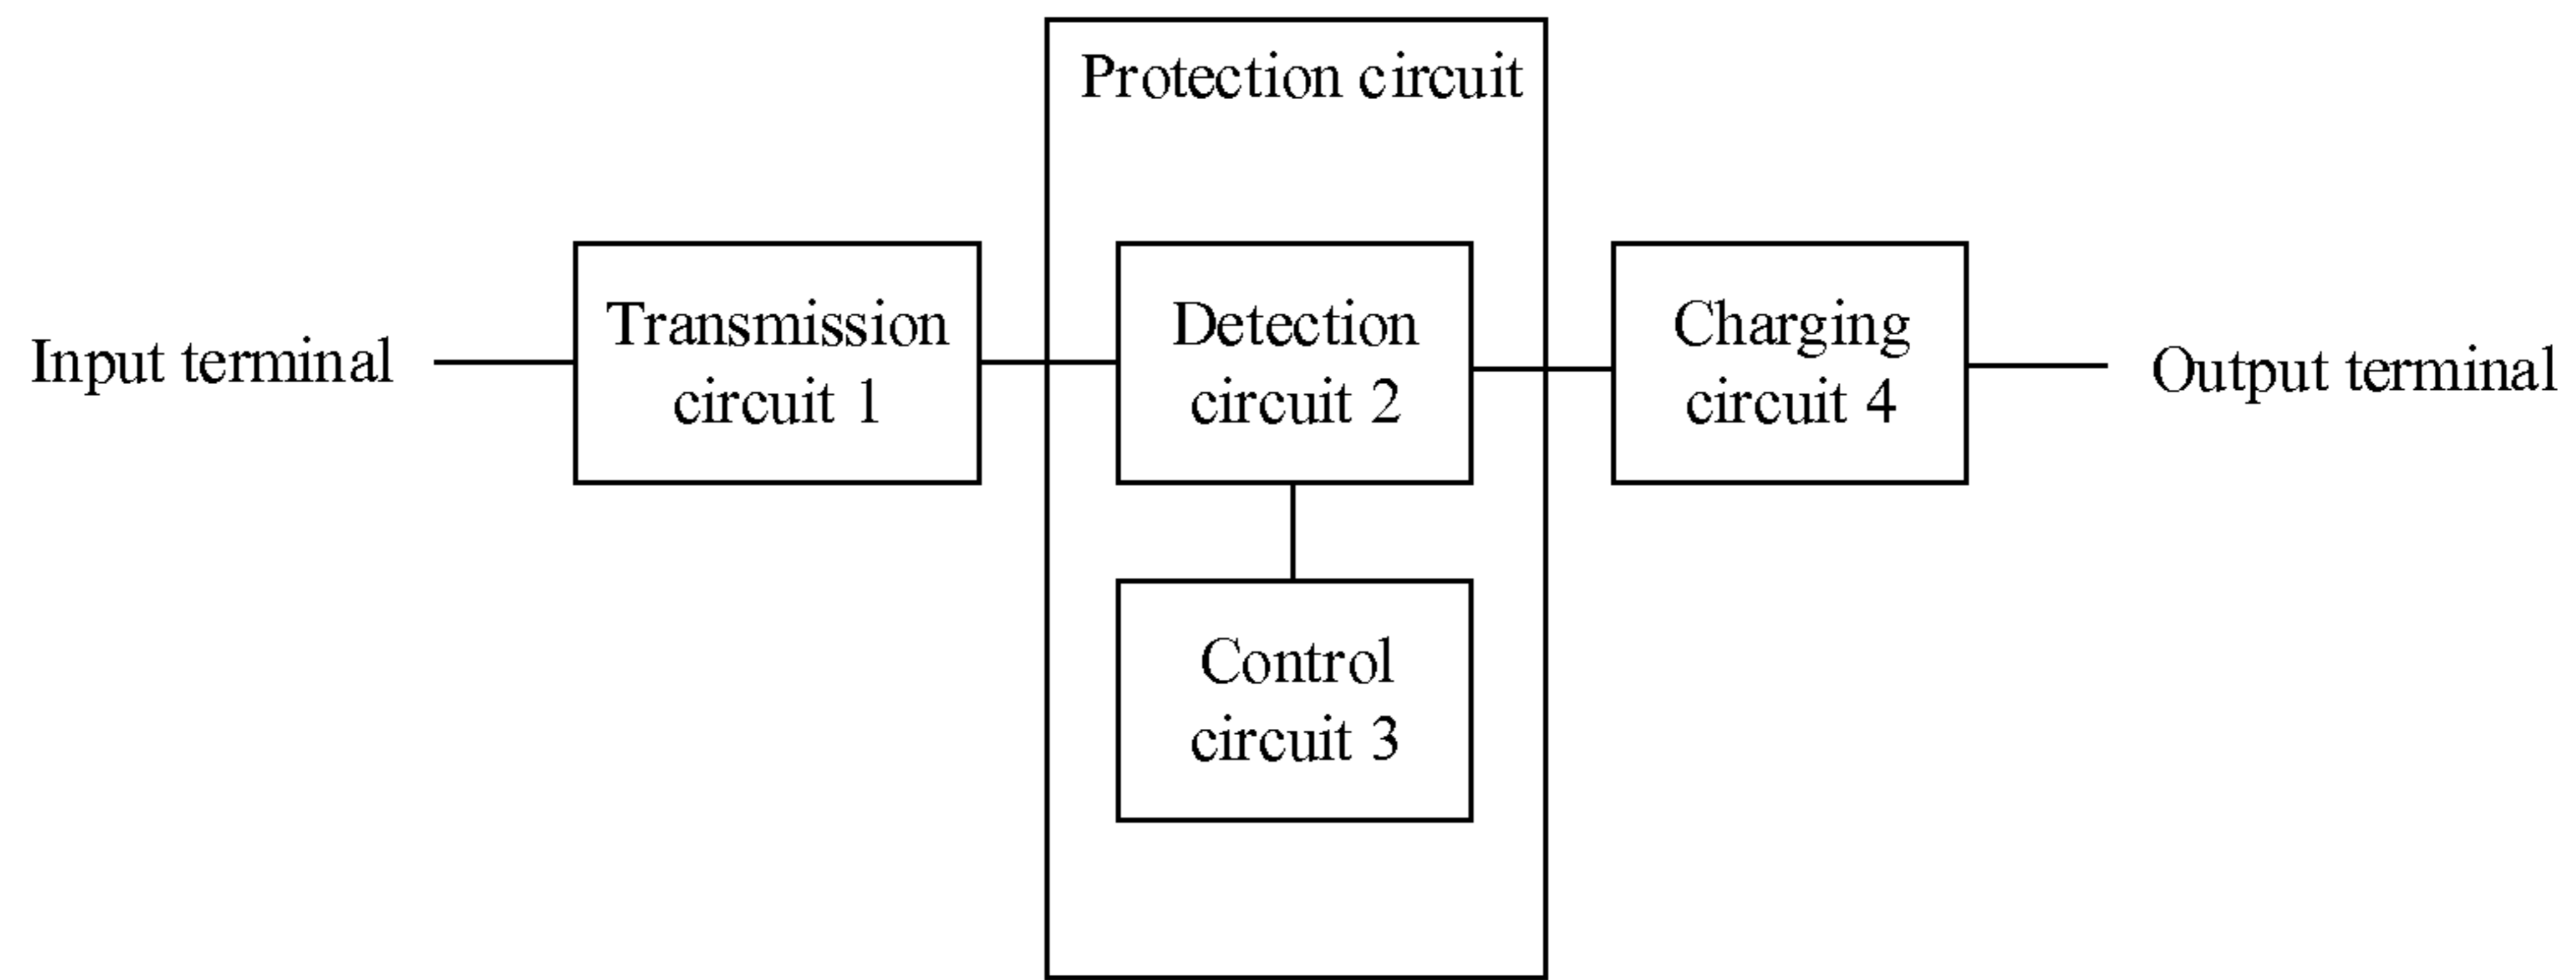 Protection circuit
Input terminal
Transmission
circuit 1
Detection
circuit 2
Charging
circuit 4
Output terminal
Control
circuit 3